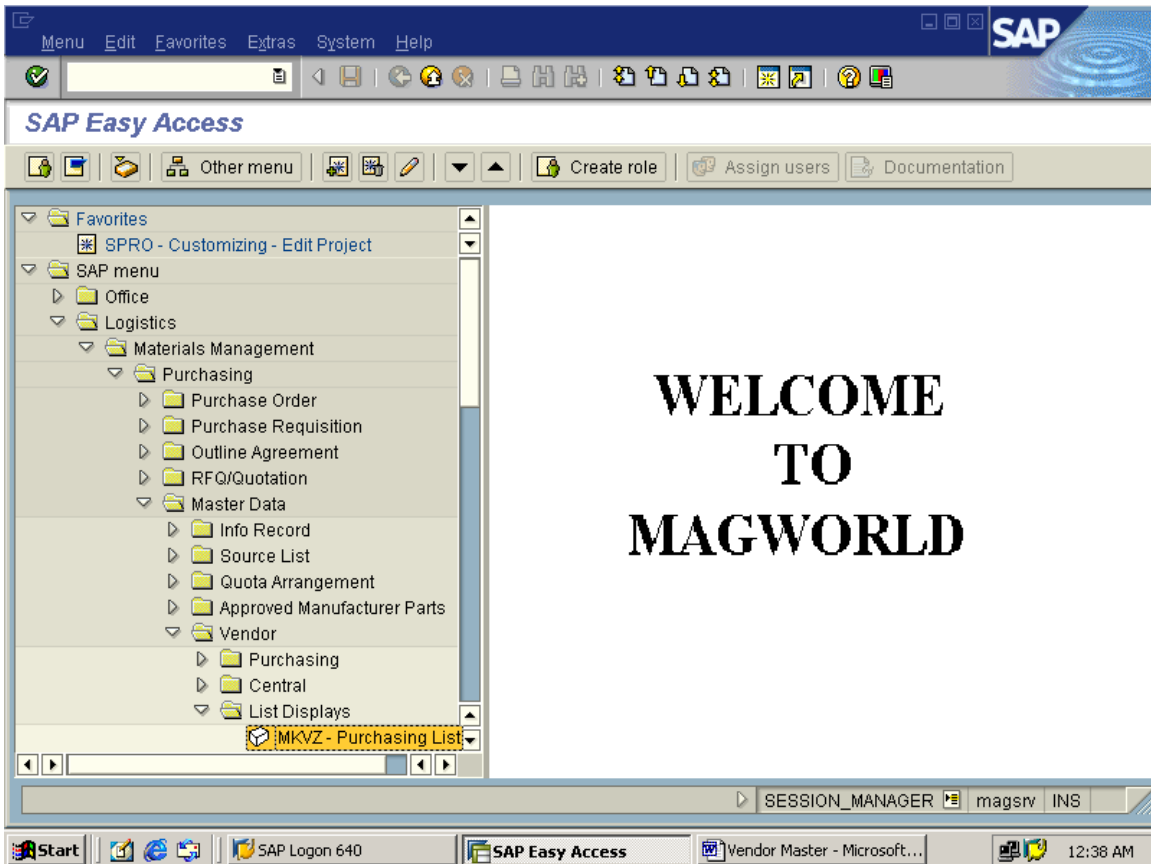 Menu Edit Favorites Extras System Help
SAP
SAP Easy Access
Other menu Create role Assign users Documentation
Favorites
SPRO - Customizing - Edit Project
SAP menu
Office
Logistics
Materials Management
Purchasing
Purchase Order
Purchase Requisition
Outline Agreement
RFQ/Quotation
Master Data
Info Record
Source List
Quota Arrangement
Approved Manufacturer Parts
Vendor
Purchasing
Central
List Displays
MKVZ - Purchasing List
WELCOME
TO
MAGWORLD
SESSION_MANAGER magsrv INS
Start SAP Logon 640 SAP Easy Access Vendor Master - Microsoft... 12:38 AM